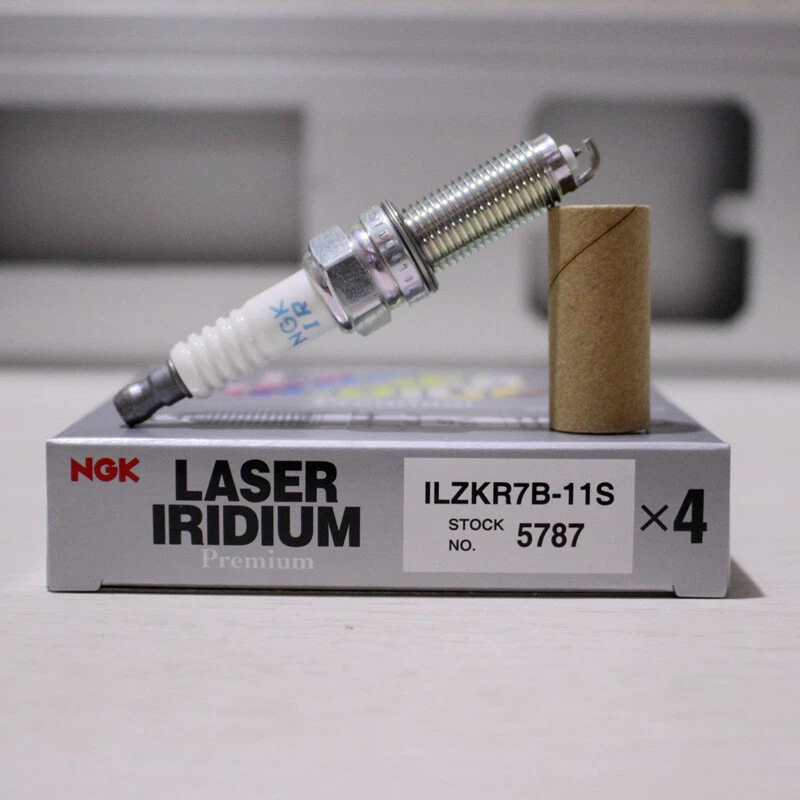 NGK
IR
NGK
LASER
IRIDIUM
Premium
ILZKR7B-11S
STOCK
NO. 5787
×4